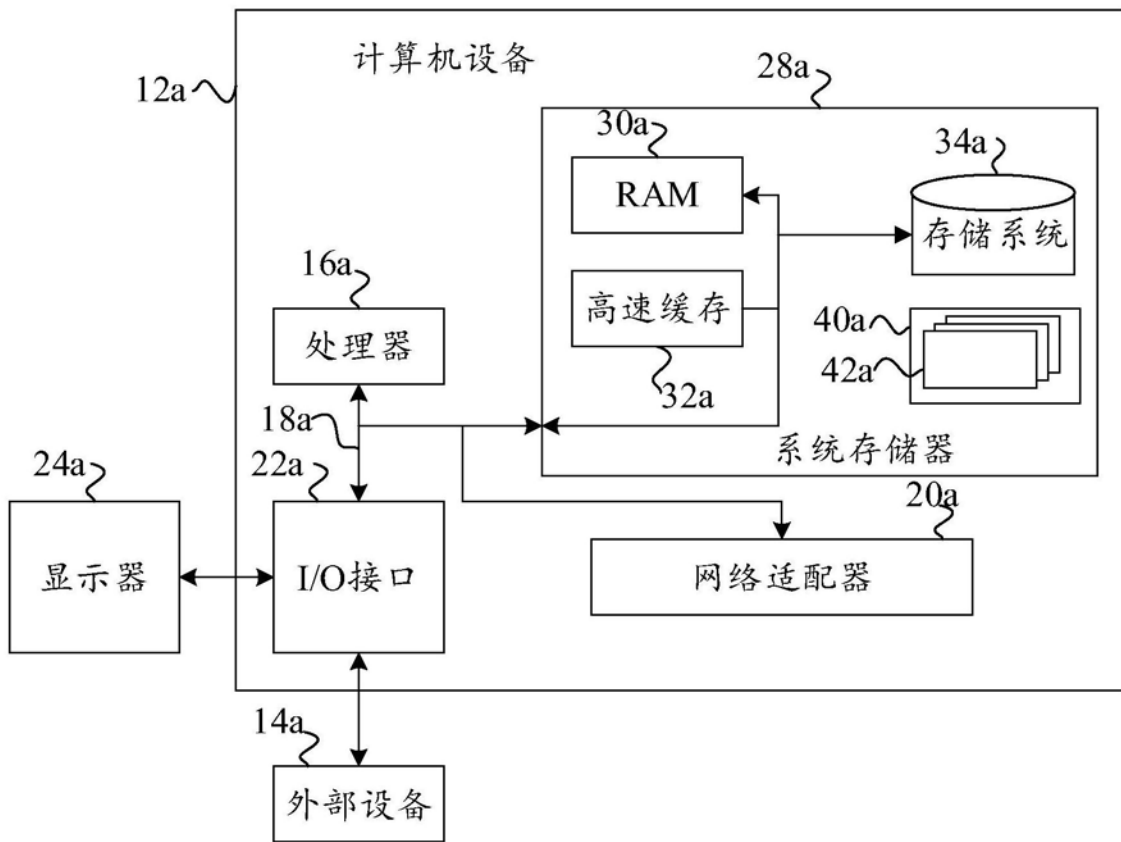 计算机设备
12a
28a
30a
34a
RAM
存储系统
16a
高速缓存
40a
处理器
42a
32a
18a
系统存储器
24a
22a
20a
显示器
I/O接口
网络适配器
14a
外部设备